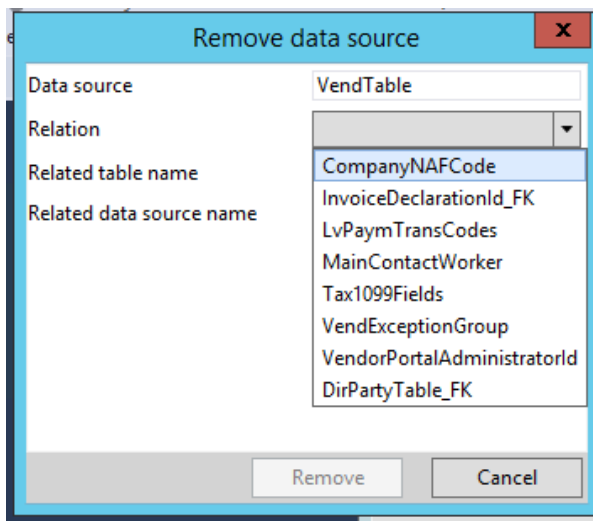 Remove data source
x
Data source VendTable
Relation
Related table name
Related data source name
CompanyNAFCode
InvoiceDeclarationId_FK
LvPaymTransCodes
MainContactWorker
Tax1099Fields
VendExceptionGroup
VendorPortalAdministratorId
DirPartyTable_FK
Remove Cancel